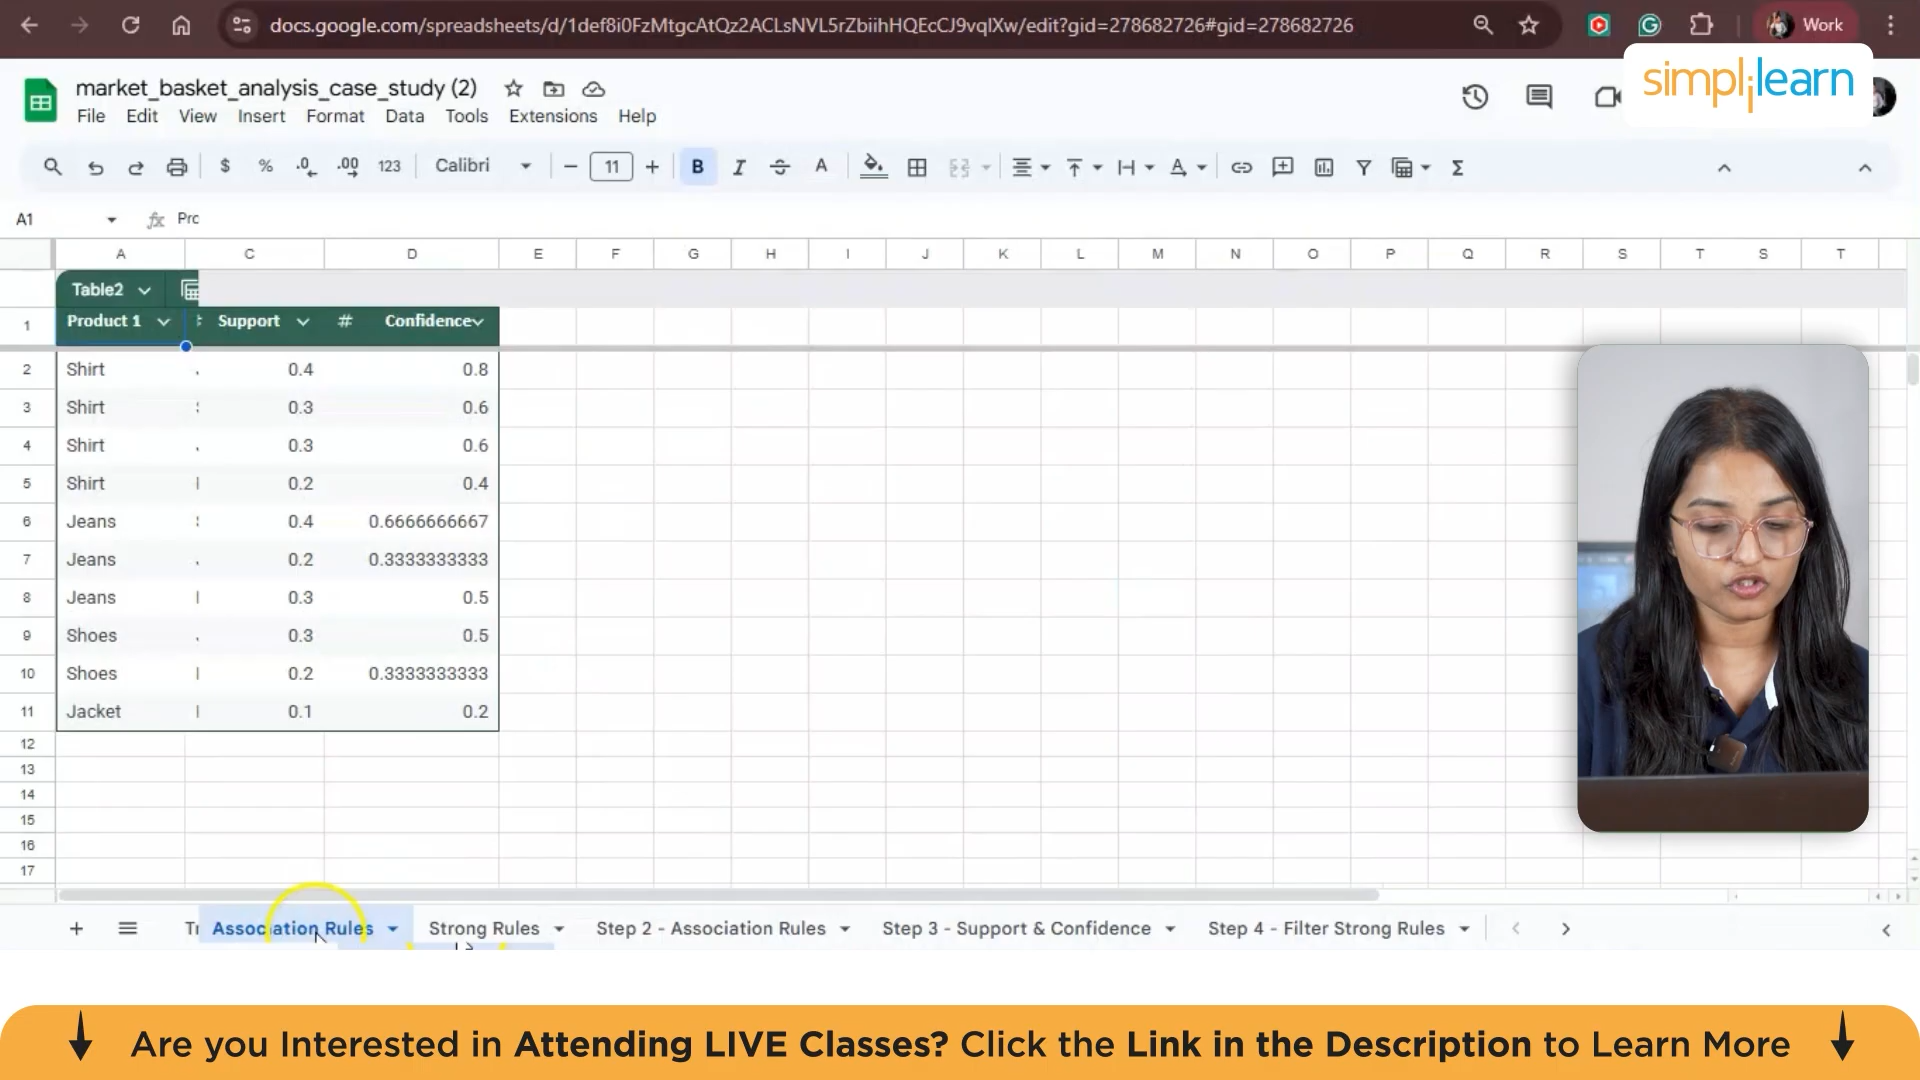 docs.google.com/spreadsheets/d/1def8i0FzMtgcAtQz2ACLsNVL5rZbiihHQEcCJ9vqlXw/edit?gid=278682726#gid=278682726
Work
simplilearn
market_basket_analysis_case_study (2)
File Edit View Insert Format Data Tools Extensions Help
$ % .0 .00 123 Calibri 11 B I A Σ
A1 fx Prc
A C D E F G H I J K L M N O P Q R S T S T
Table2
1 Product 1 Support # Confidence
2 Shirt 0.4 0.8
3 Shirt 0.3 0.6
4 Shirt 0.3 0.6
5 Shirt 0.2 0.4
6 Jeans 0.4 0.6666666667
7 Jeans 0.2 0.3333333333
8 Jeans 0.3 0.5
9 Shoes 0.3 0.5
10 Shoes 0.2 0.3333333333
11 Jacket 0.1 0.2
12
13
14
15
16
17
Association Rules Strong Rules Step 2 - Association Rules Step 3 - Support & Confidence Step 4 - Filter Strong Rules
Are you Interested in Attending LIVE Classes? Click the Link in the Description to Learn More